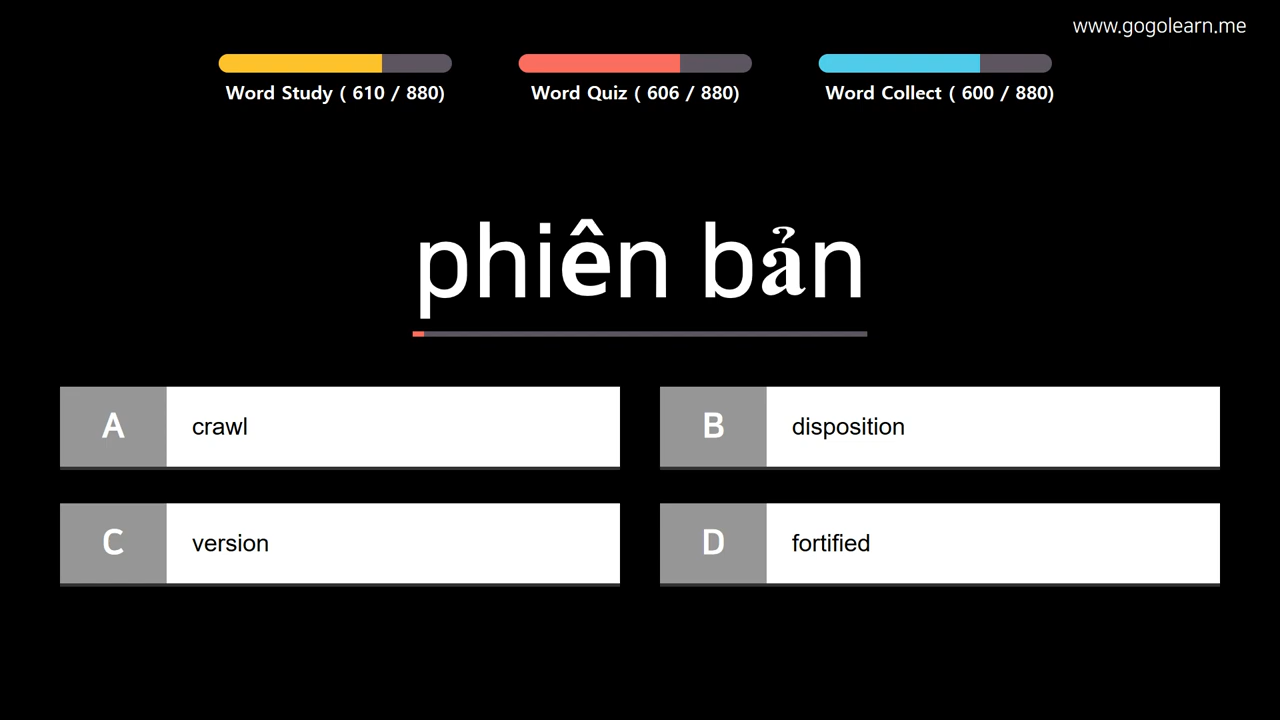 www.gogolearn.me
Word Study ( 610 / 880)
Word Quiz ( 606 / 880)
Word Collect ( 600 / 880)
phiên bản
A crawl
B disposition
C version
D fortified